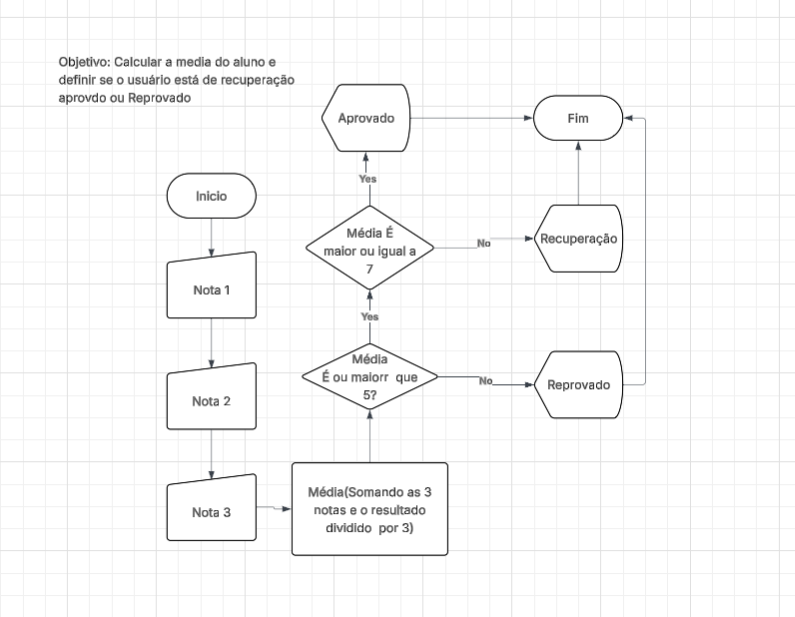 Objetivo: Calcular a media do aluno e
definir se o usuário está de recuperação
aprovdo ou Reprovado
Aprovado
Fim
Yes
Inicio
Média É
maior ou igual a
7
No
Recuperação
Nota 1
Yes
Média
É ou maiorr que
5?
No
Reprovado
Nota 2
Média(Somando as 3
notas e o resultado
dividido por 3)
Nota 3